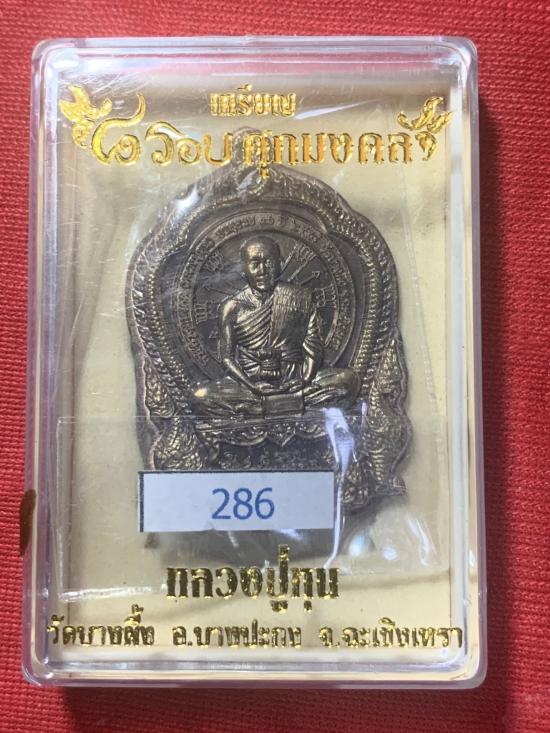 เหรียญ
๘ รอบ ศุภมงคล
286
หลวงปู่ฮุน
วัดบางผึ้ง อ.บางปะกง จ.ฉะเชิงเทรา